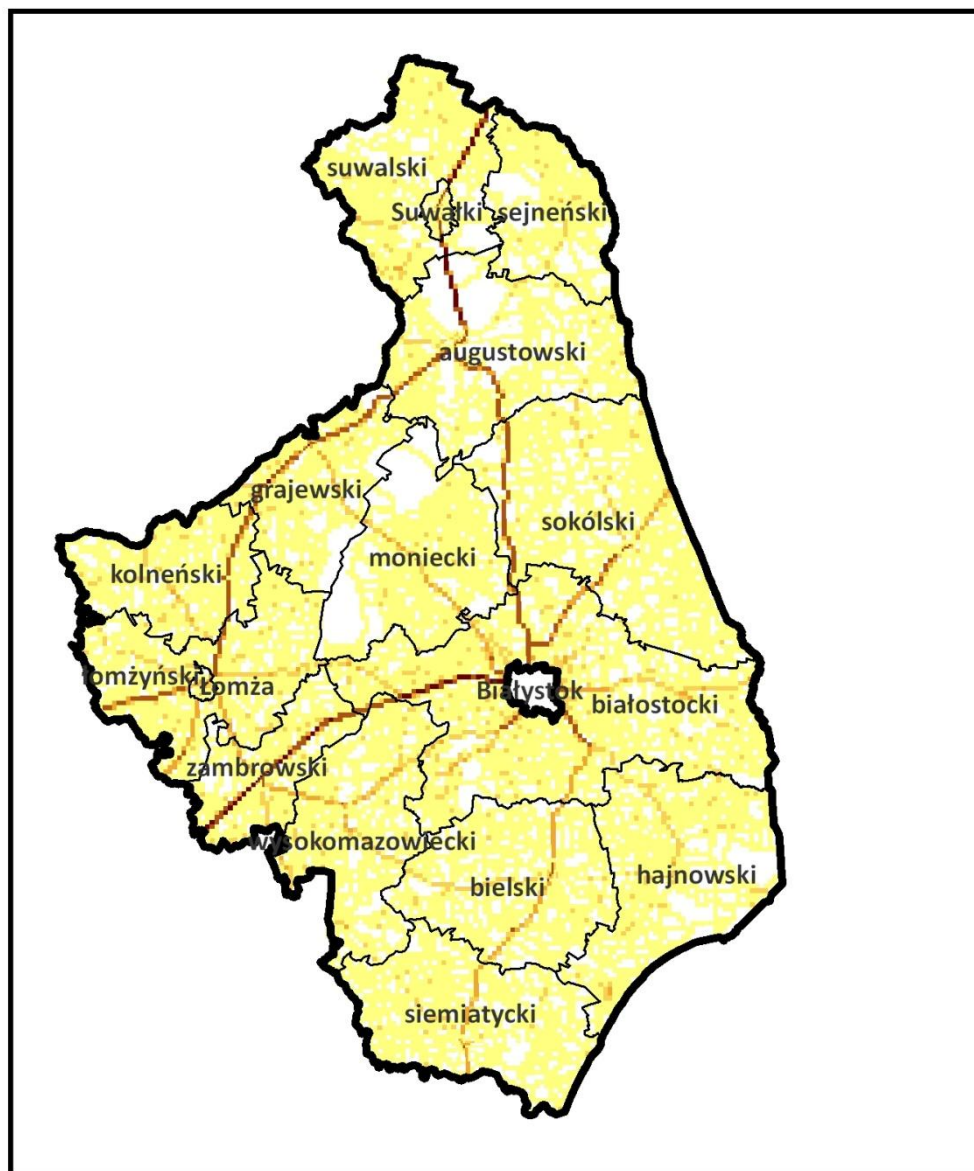 suwalski
Suwałki
sejneński
augustowski
grajewski
sokólski
moniecki
kolneński
łomżyński
Łomża
Białystok
białostocki
zambrowski
wysokomazowiecki
bielski
hajnowski
siemiatycki